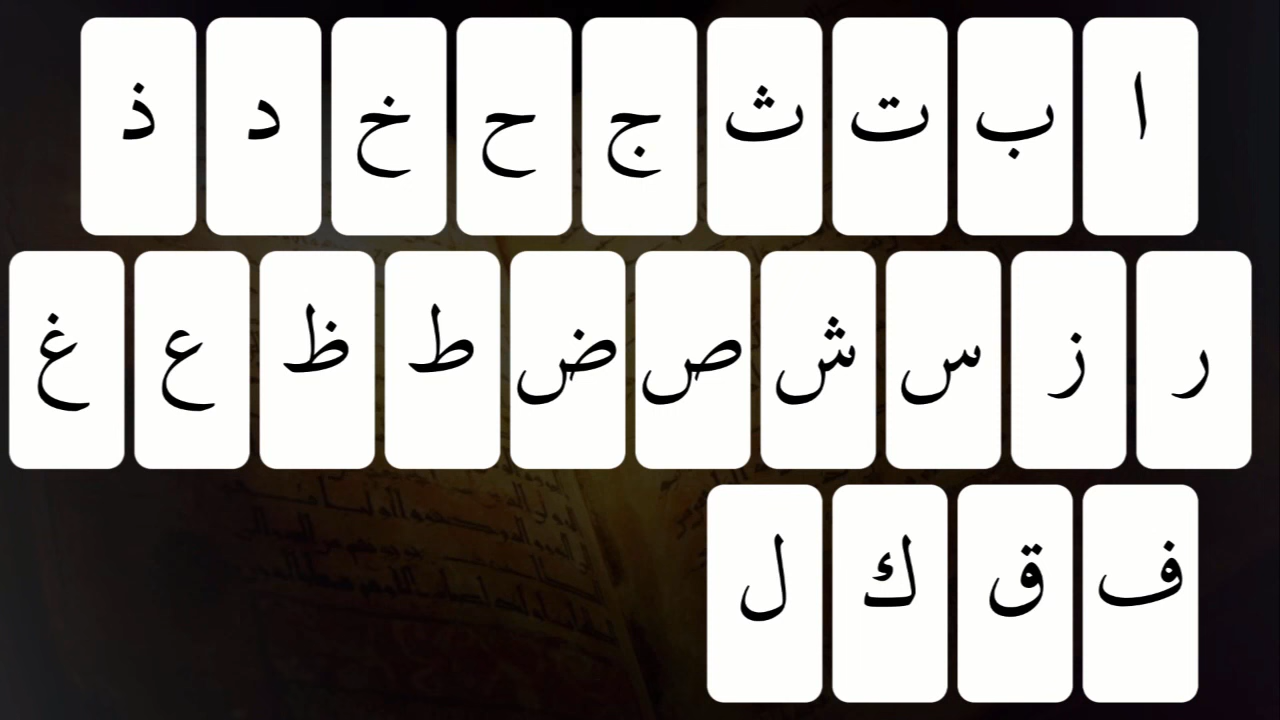 ا ب ت ث ج ح خ د ذ
ر ز س ش ص ض ط ظ ع غ
ف ق ك ل